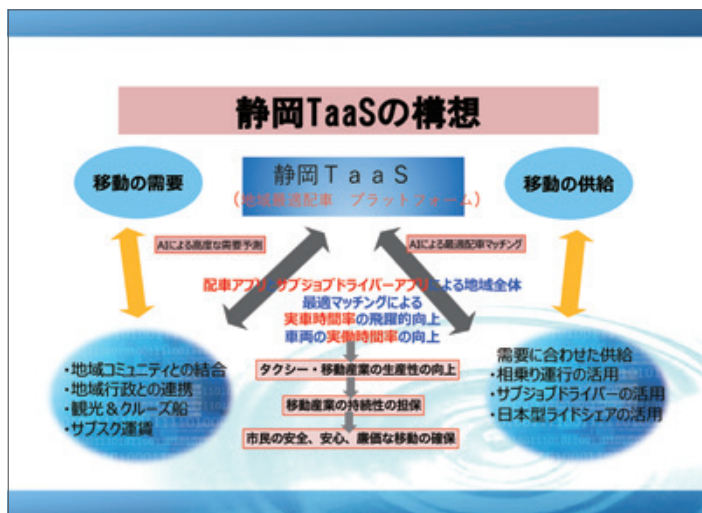 静岡TaaSの構想
移動の需要
静岡TaaS
(地域最適配車 プラットフォーム)
移動の供給
AIによる高度な需要予測
AIによる最適配車マッチング
配車アプリ サブジョブドライバーアプリによる地域全体
最適マッチングによる
実車時間率の飛躍的向上
車両の実働時間率の向上
・地域コミュニティとの結合
・地域行政との連携
・観光&クルーズ船
・サブスク運賃
タクシー・移動産業の生産性の向上
移動産業の持続性の担保
市民の安全、安心、廉価な移動の確保
需要に合わせた供給
・相乗り運行の活用
・サブジョブドライバーの活用
・日本型ライドシェアの活用